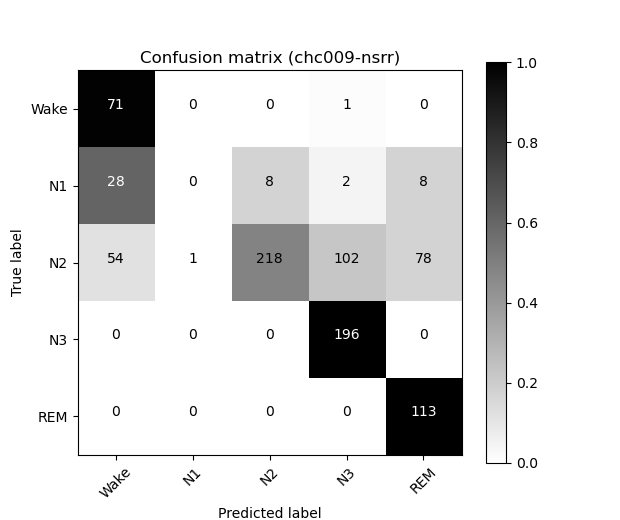 Confusion matrix (chc009-nsrr)
1.0
Wake 71 0 0 1 0
0.8
N1 28 0 8 2 8
0.6
True label
N2 54 1 218 102 78
0.4
N3 0 0 0 196 0
0.2
REM 0 0 0 0 113
0.0
Wake N1 N2 N3 REM
Predicted label